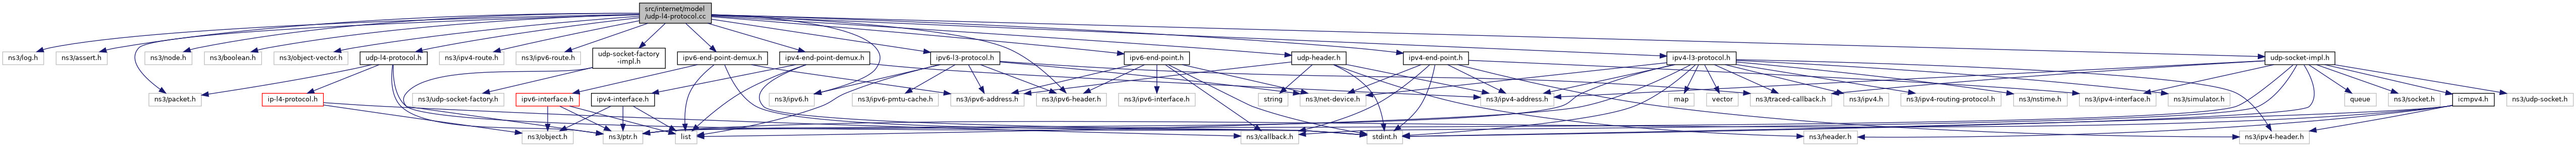 src/internet/model
/udp-l4-protocol.cc
ns3/log.h
ns3/assert.h
ns3/node.h
ns3/boolean.h
ns3/object-vector.h
udp-l4-protocol.h
ns3/ipv4-route.h
ns3/ipv6-route.h
udp-socket-factory
-impl.h
ipv6-end-point-demux.h
ipv4-end-point-demux.h
ipv6-l3-protocol.h
ipv6-end-point.h
udp-header.h
ipv4-end-point.h
ipv4-l3-protocol.h
udp-socket-impl.h
ns3/packet.h
ip-l4-protocol.h
ns3/udp-socket-factory.h
ipv6-interface.h
ipv4-interface.h
ns3/ipv6.h
ns3/ipv6-pmtu-cache.h
ns3/ipv6-address.h
ns3/ipv6-header.h
ns3/ipv6-interface.h
string
ns3/net-device.h
ns3/ipv4-address.h
map
vector
ns3/traced-callback.h
ns3/ipv4.h
ns3/ipv4-routing-protocol.h
ns3/nstime.h
ns3/ipv4-interface.h
ns3/simulator.h
queue
ns3/socket.h
icmpv4.h
ns3/udp-socket.h
ns3/object.h
ns3/ptr.h
list
ns3/callback.h
stdint.h
ns3/header.h
ns3/ipv4-header.h